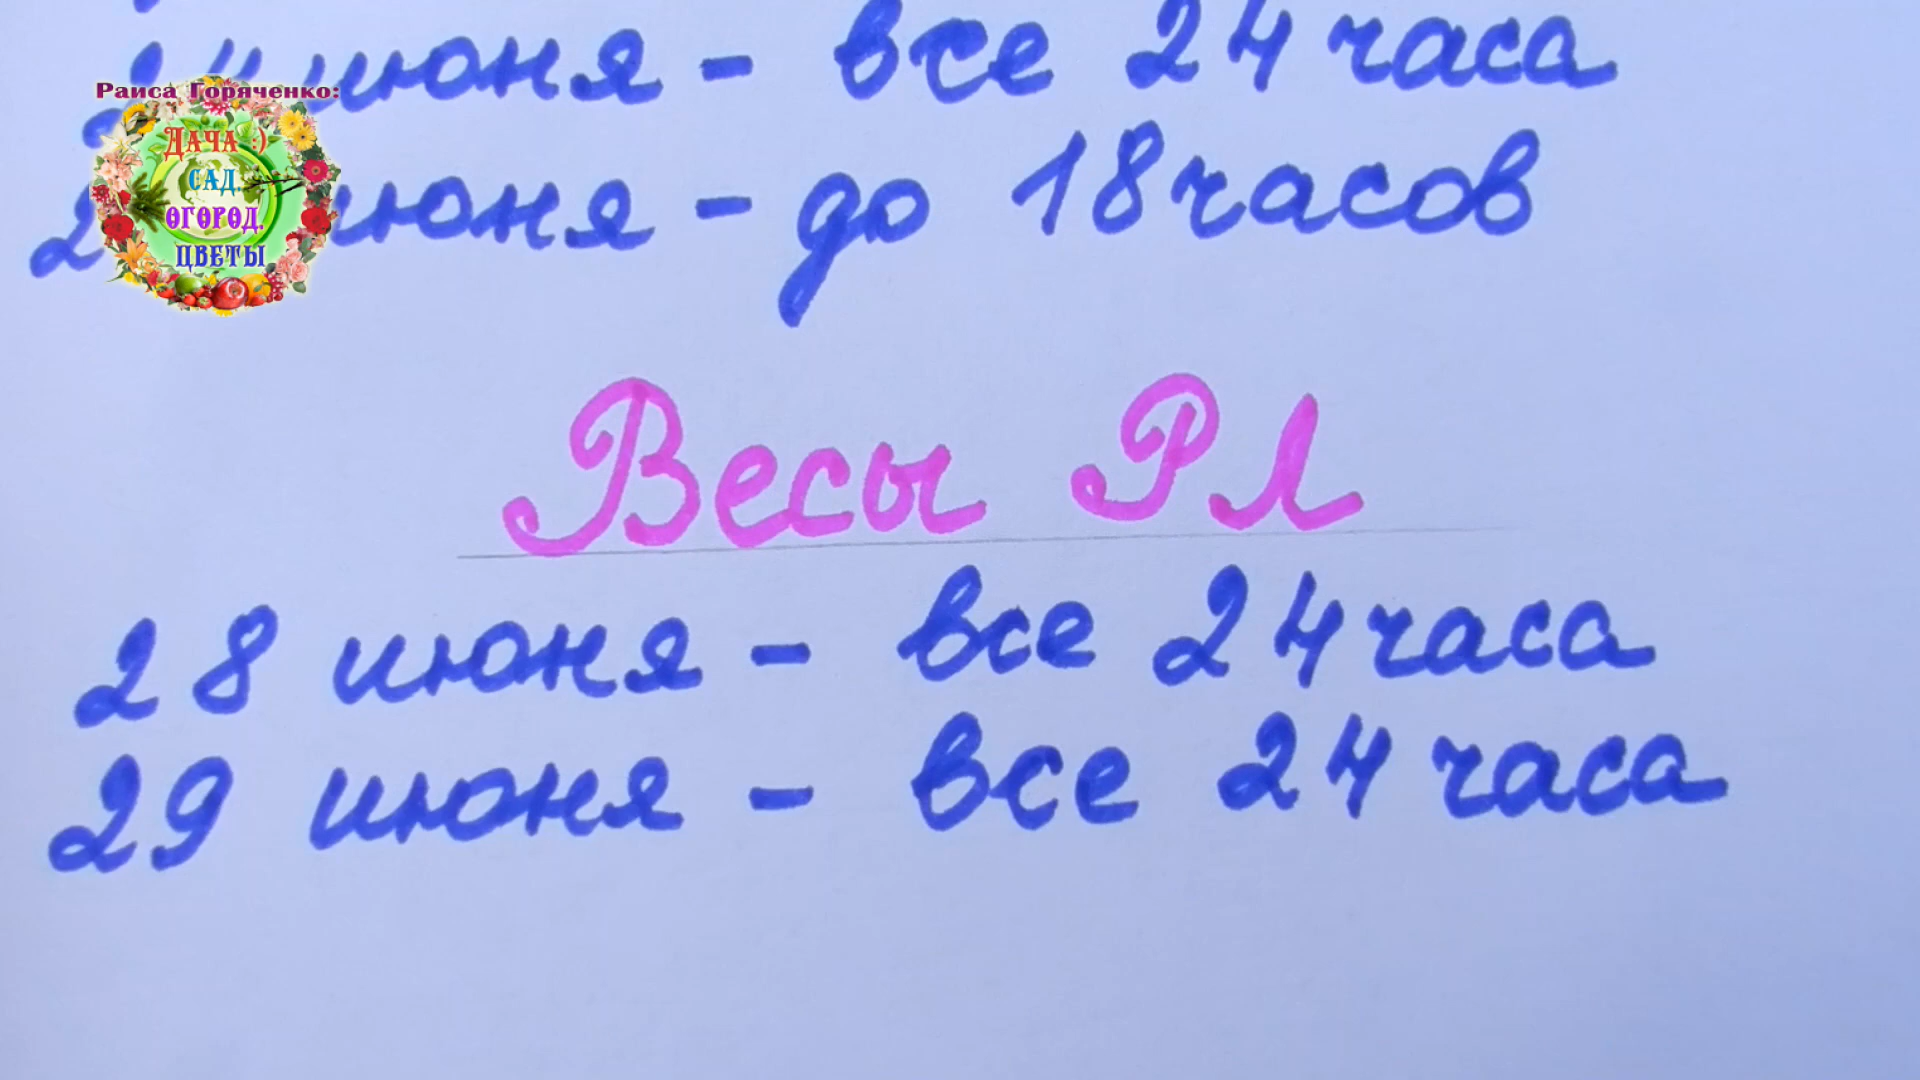 июня - все 24 часа
Раиса Горяченко:
июня - до 18 часов
Дача :)
САД.
ОГОРОД.
ЦВЕТЫ
Весы РЛ
28 июня - все 24 часа
29 июня - все 24 часа